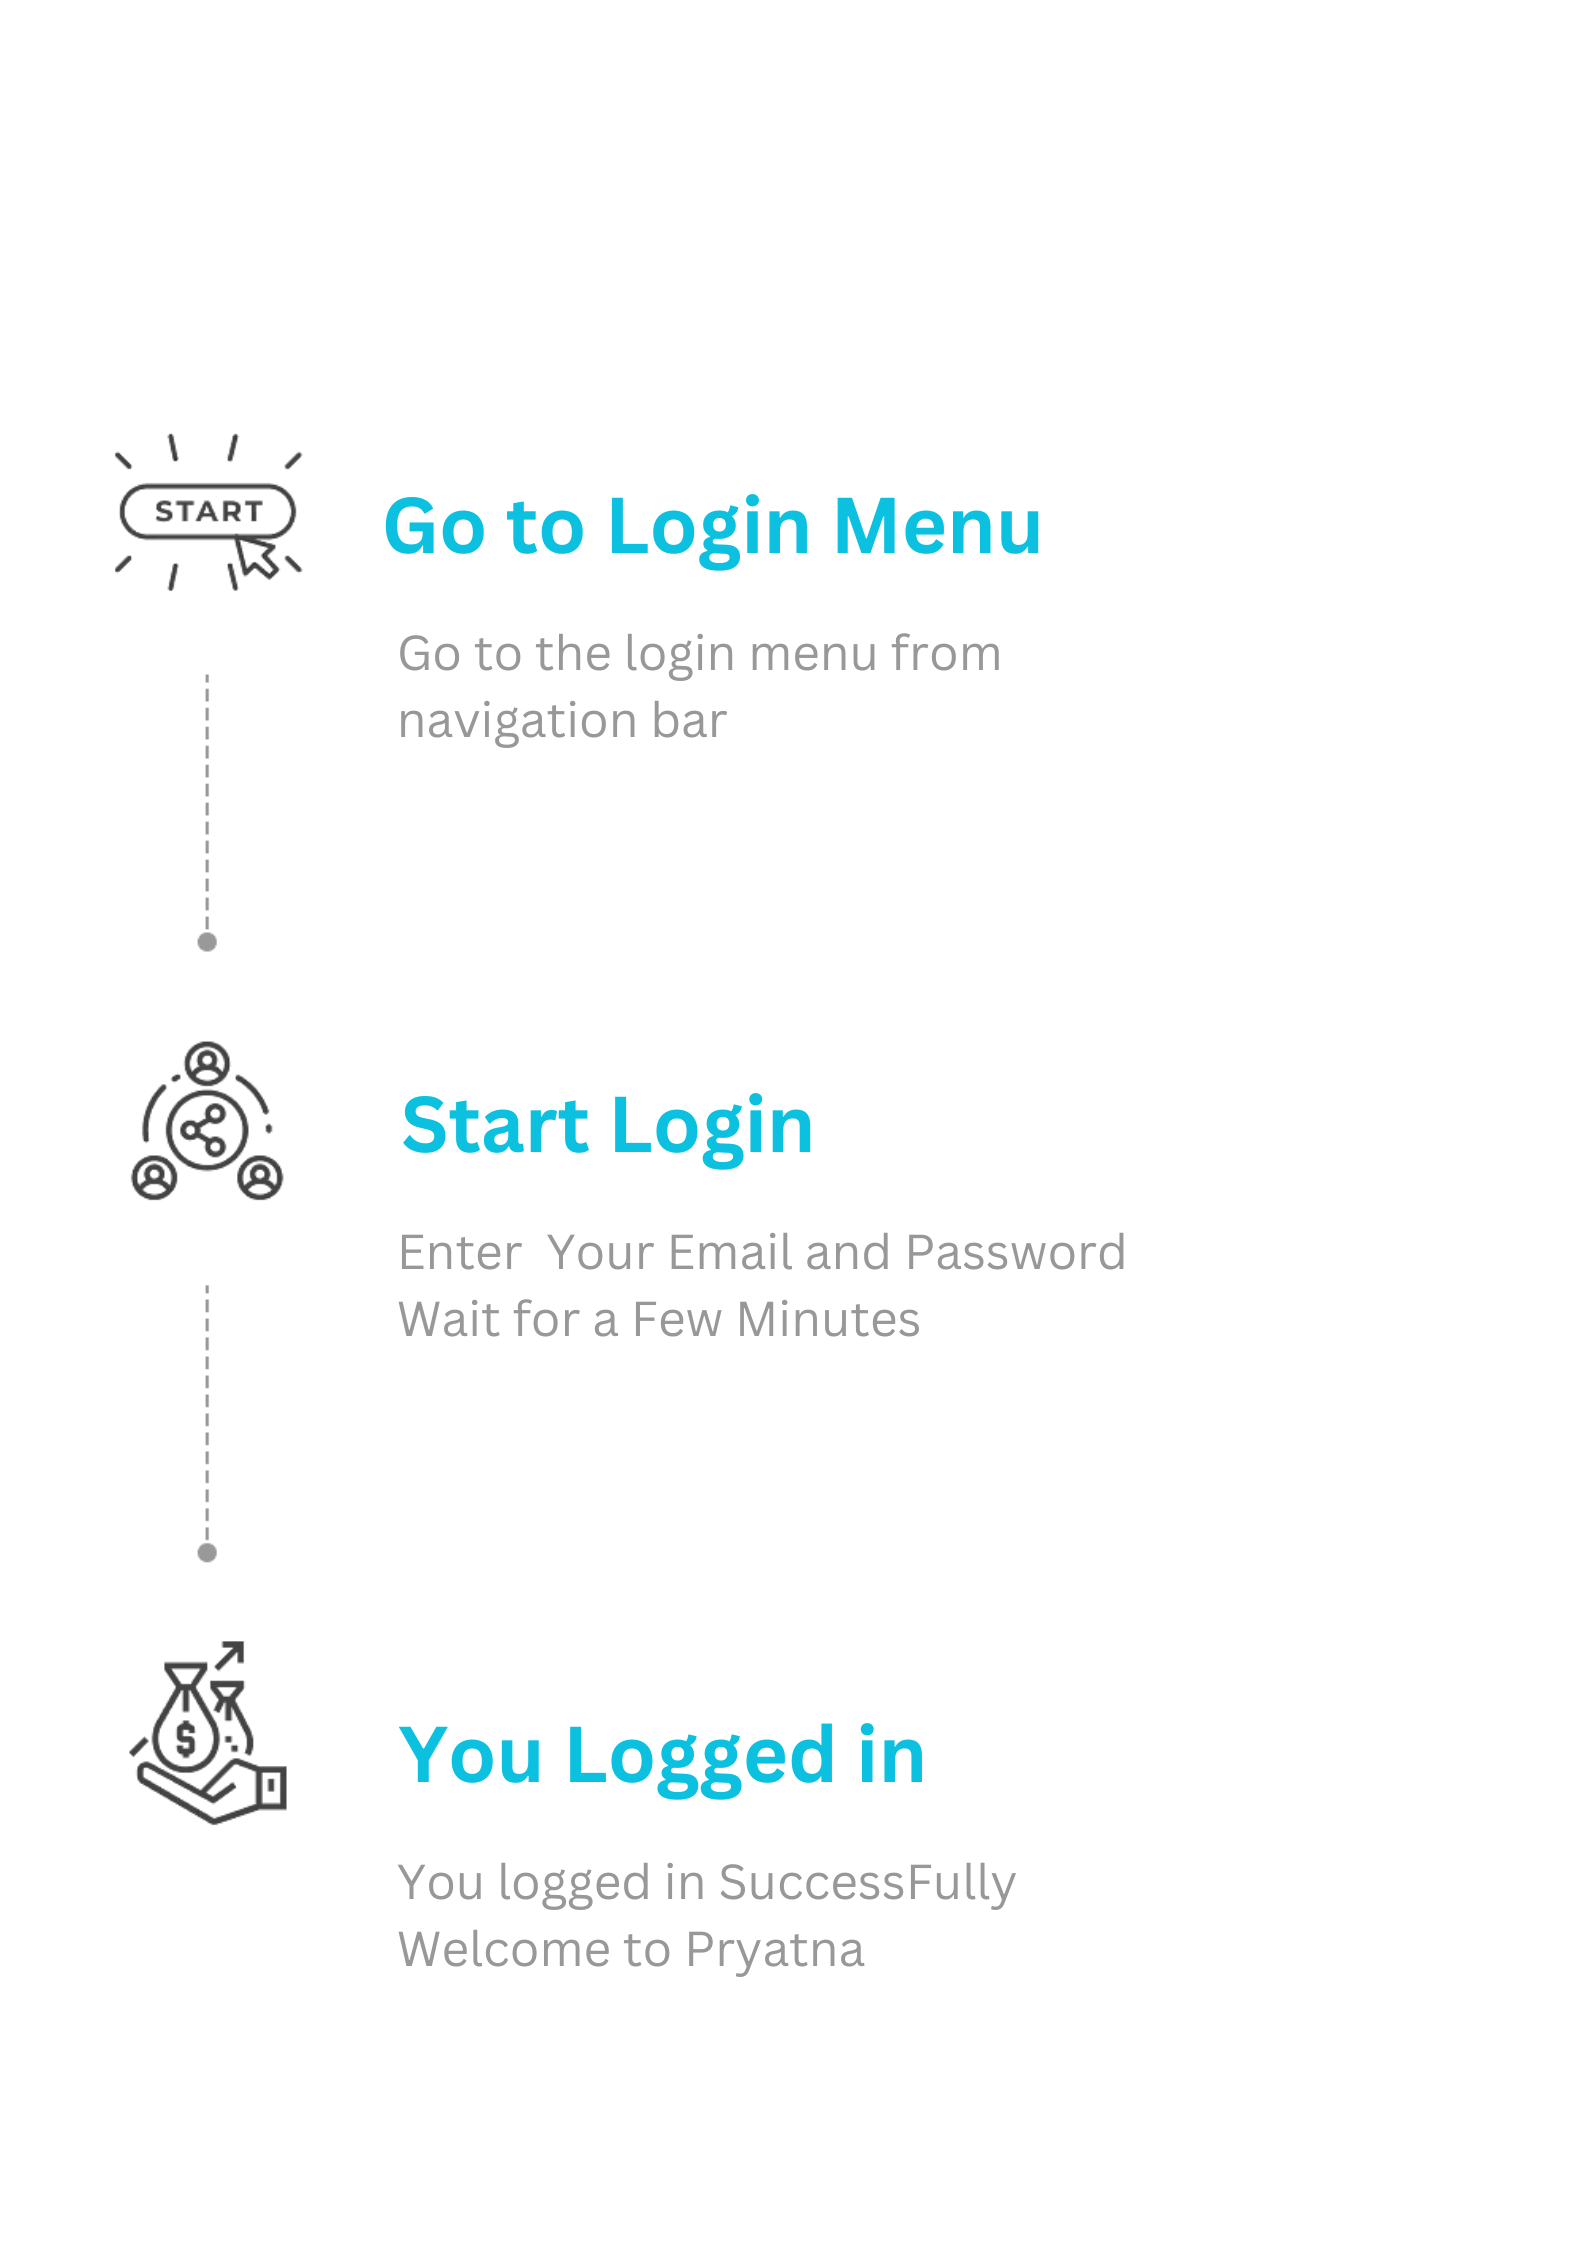 START
Go to Login Menu
Go to the login menu from
navigation bar
Start Login
Enter  Your Email and Password
Wait for a Few Minutes
$
You Logged in
You logged in SuccessFully
Welcome to Pryatna